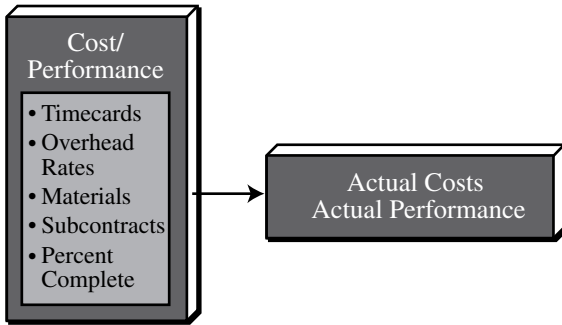 Cost/
Performance
• Timecards
• Overhead
Rates
• Materials
• Subcontracts
• Percent
Complete
Actual Costs
Actual Performance